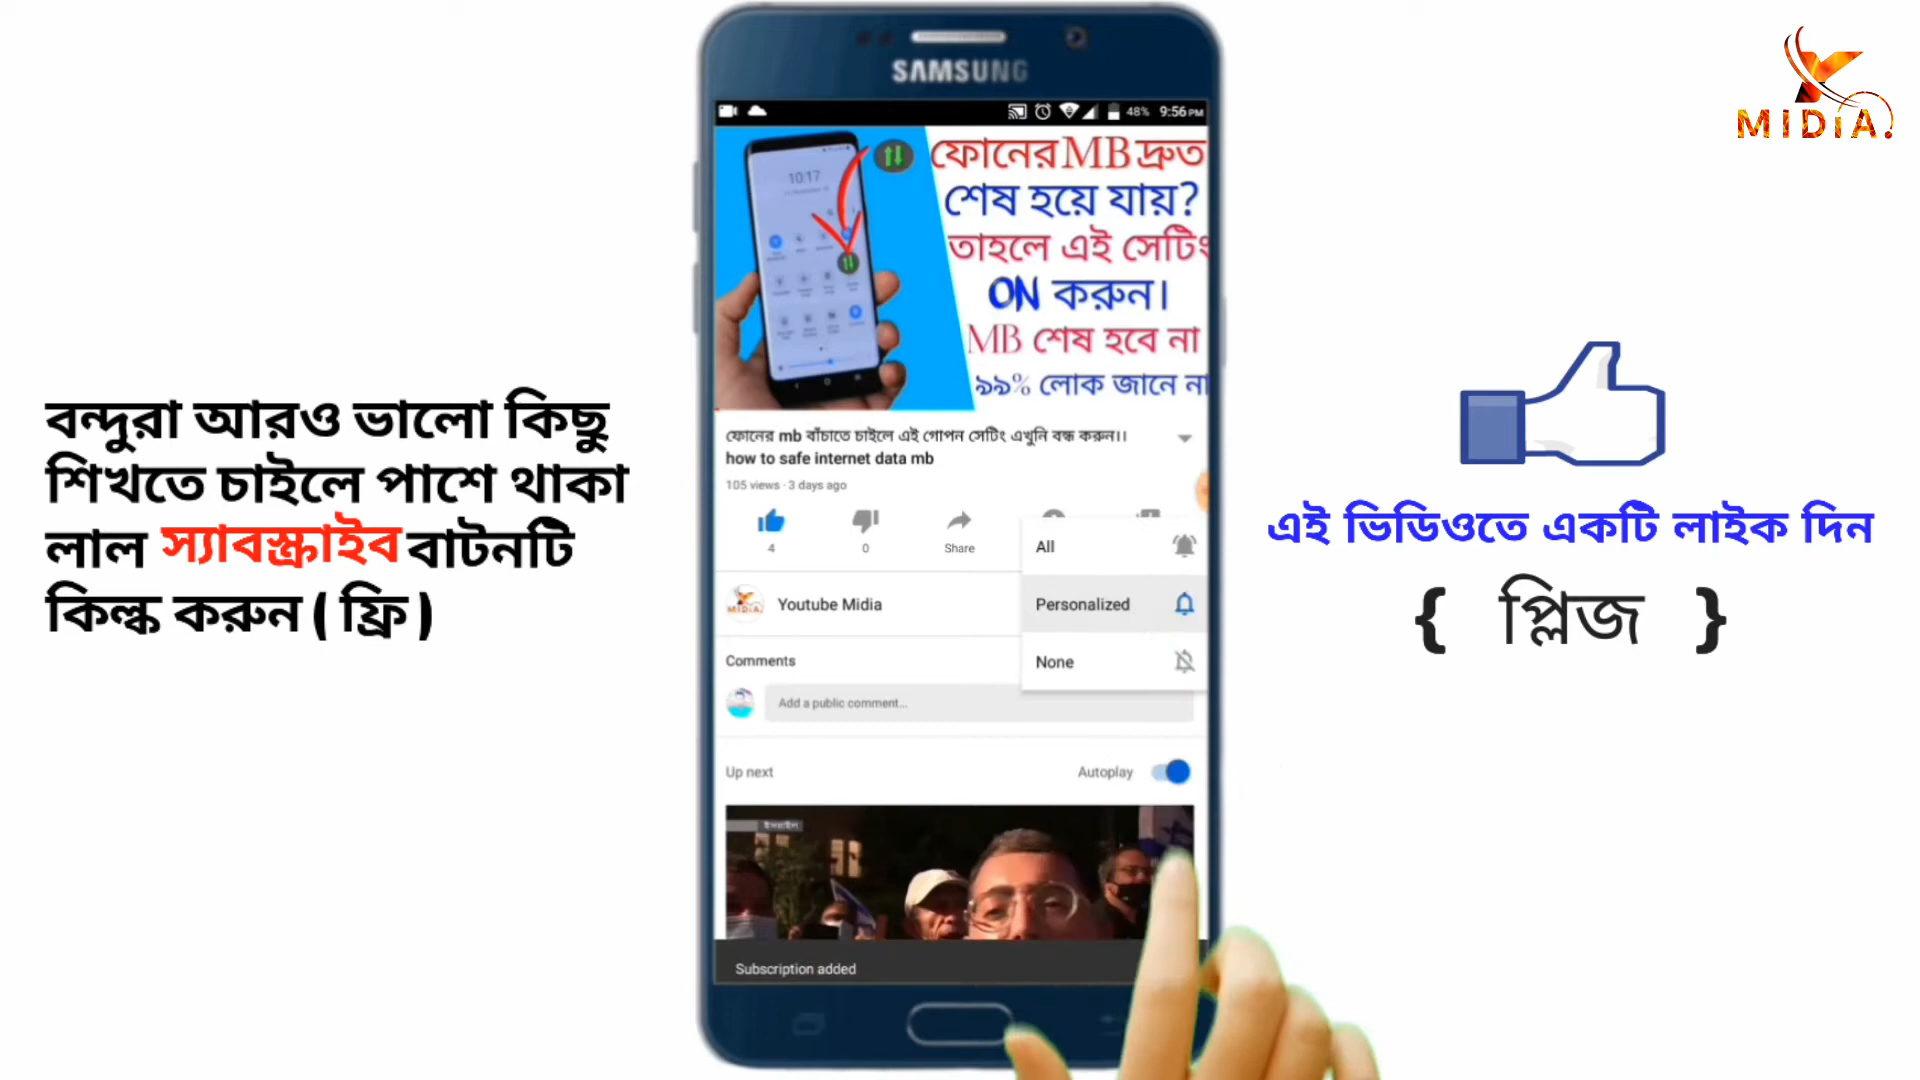 বন্দুরা আরও ভালো কিছু
শিখতে চাইলে পাশে থাকা
লাল স্যাবস্ক্রাইব বাটনটি
কিল্ক করুন ( ফ্রি )
SAMSUNG
48% 9:56 PM
10:17
ফোনের MB দ্রুত
শেষ হয়ে যায়?
তাহলে এই সেটিং
ON করুন।
MB শেষ হবে না
৯৯% লোক জানে না
ফোনের mb বাঁচাতে চাইলে এই গোপন সেটিং এখুনি বন্ধ করুন।।
how to safe internet data mb
105 views · 3 days ago
4
0
Share
All
Personalized
None
MIDIA.
Youtube Midia
Comments
Add a public comment...
Up next
Autoplay
Subscription added
MIDIA.
এই ভিডিওতে একটি লাইক দিন
{ প্লিজ }